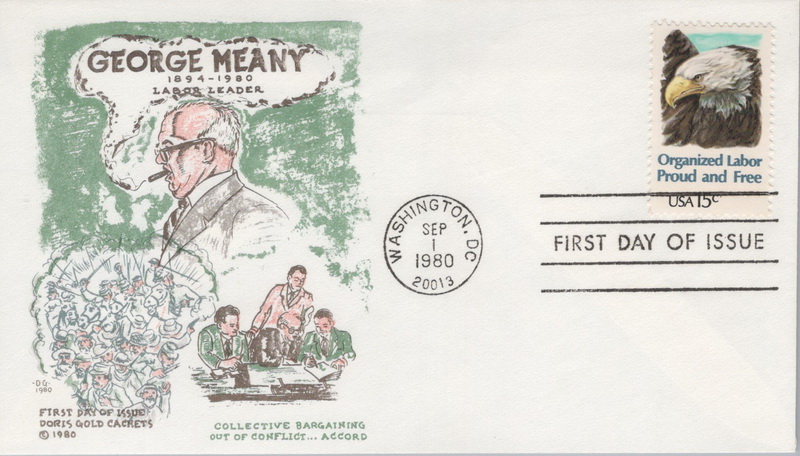 GEORGE MEANY
1894-1980
LABOR LEADER
Organized Labor
Proud and Free
USA 15c
WASHINGTON, DC
SEP
1
1980
20013
FIRST DAY OF ISSUE
·DG·
1980
FIRST DAY OF ISSUE
DORIS GOLD CACHETS
© 1980
COLLECTIVE BARGAINING
OUT OF CONFLICT... ACCORD